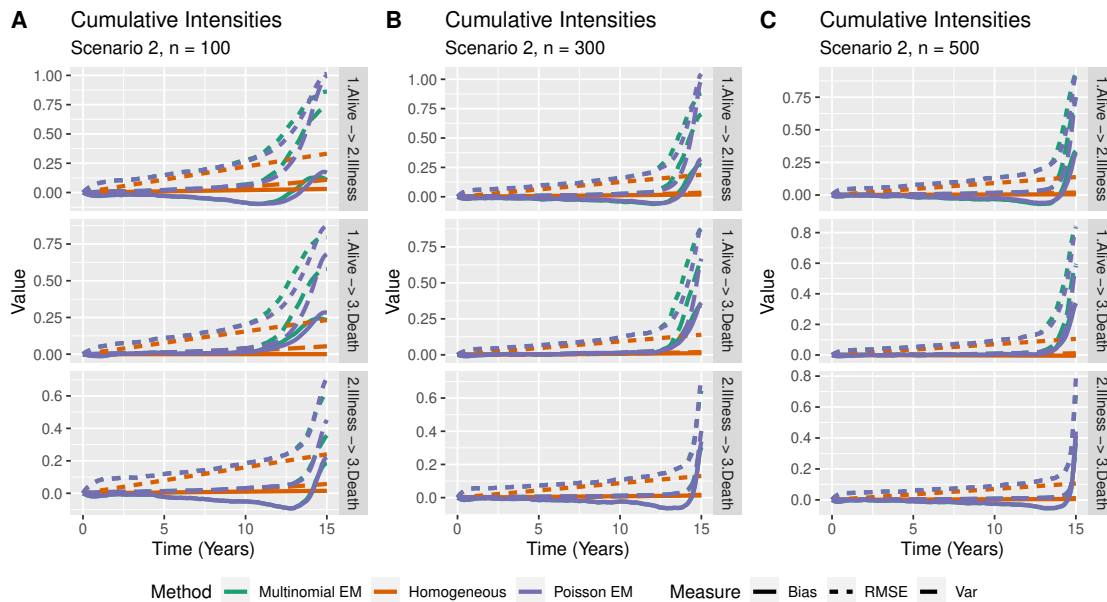 A
Cumulative Intensities
Scenario 2, n = 100
Value
1.00
0.75
0.50
0.25
0.00
1.Alive −> 2.Illness
0.75
0.50
0.25
0.00
1.Alive −> 3.Death
0.6
0.4
0.2
0.0
2.Illness −> 3.Death
0 5 10 15
Time (Years)
B
Cumulative Intensities
Scenario 2, n = 300
Value
1.00
0.75
0.50
0.25
0.00
1.Alive −> 2.Illness
0.75
0.50
0.25
0.00
1.Alive −> 3.Death
0.6
0.4
0.2
0.0
2.Illness −> 3.Death
0 5 10 15
Time (Years)
C
Cumulative Intensities
Scenario 2, n = 500
Value
0.75
0.50
0.25
0.00
1.Alive −> 2.Illness
0.8
0.6
0.4
0.2
0.0
1.Alive −> 3.Death
0.8
0.6
0.4
0.2
0.0
2.Illness −> 3.Death
0 5 10 15
Time (Years)
Method Multinomial EM Homogeneous Poisson EM Measure Bias RMSE Var